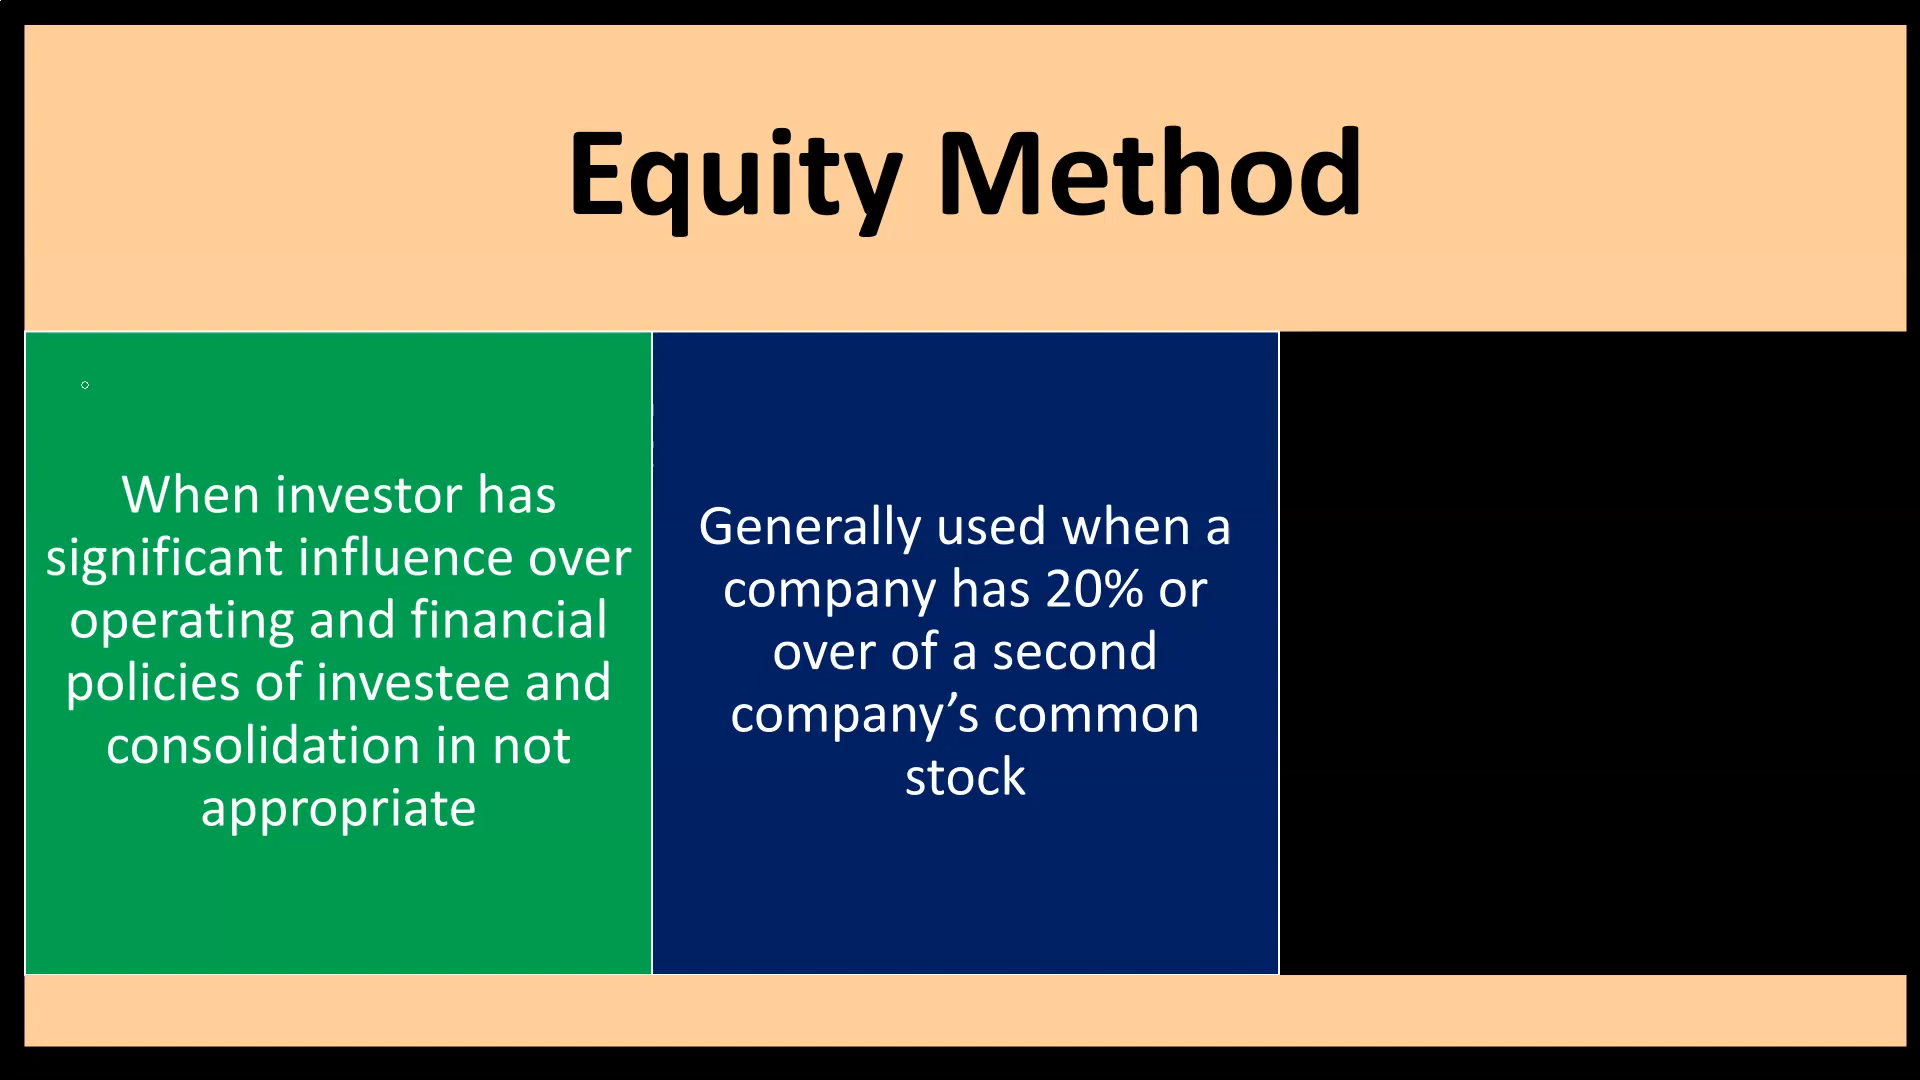 Equity Method
When investor has
significant influence over
operating and financial
policies of investee and
consolidation in not
appropriate
Generally used when a
company has 20% or
over of a second
company’s common
stock